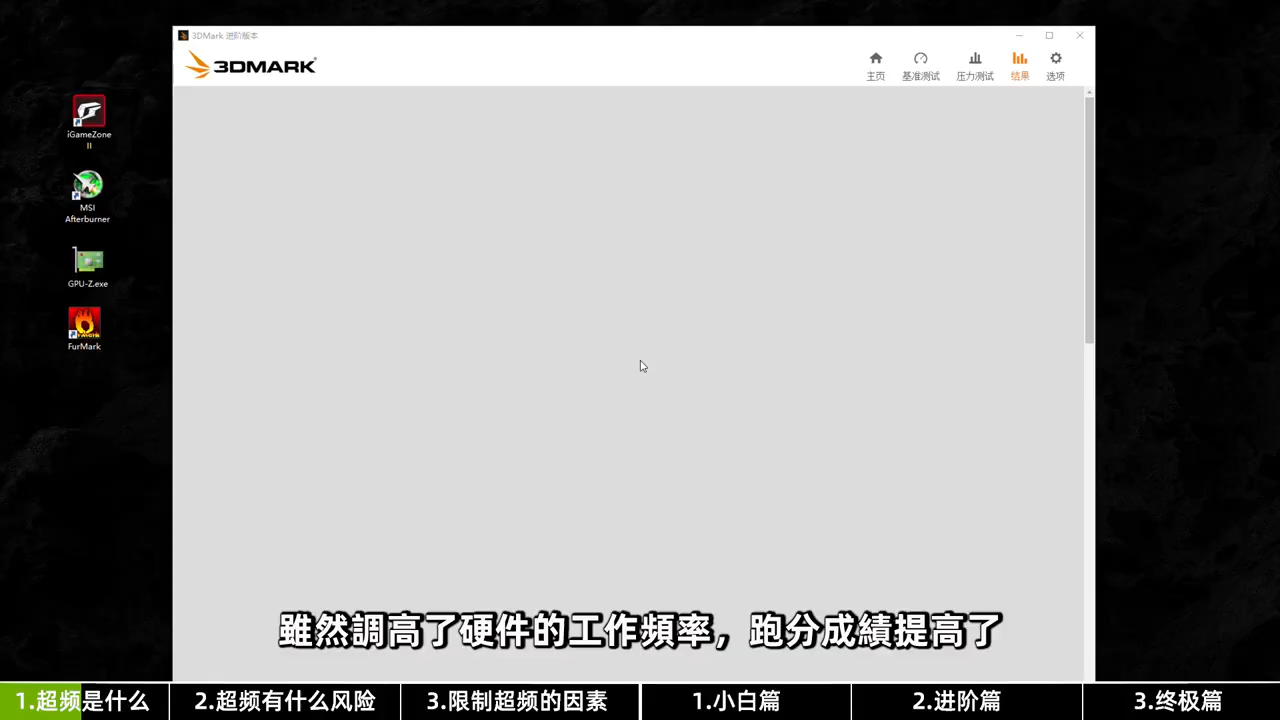 3DMark 进阶版本
3DMARK
主页
基准测试
压力测试
结果
选项
iGameZone
II
MSI
Afterburner
GPU-Z.exe
FurMark
雖然調高了硬件的工作頻率，跑分成績提高了
1.超频是什么
2.超频有什么风险
3.限制超频的因素
1.小白篇
2.进阶篇
3.终极篇